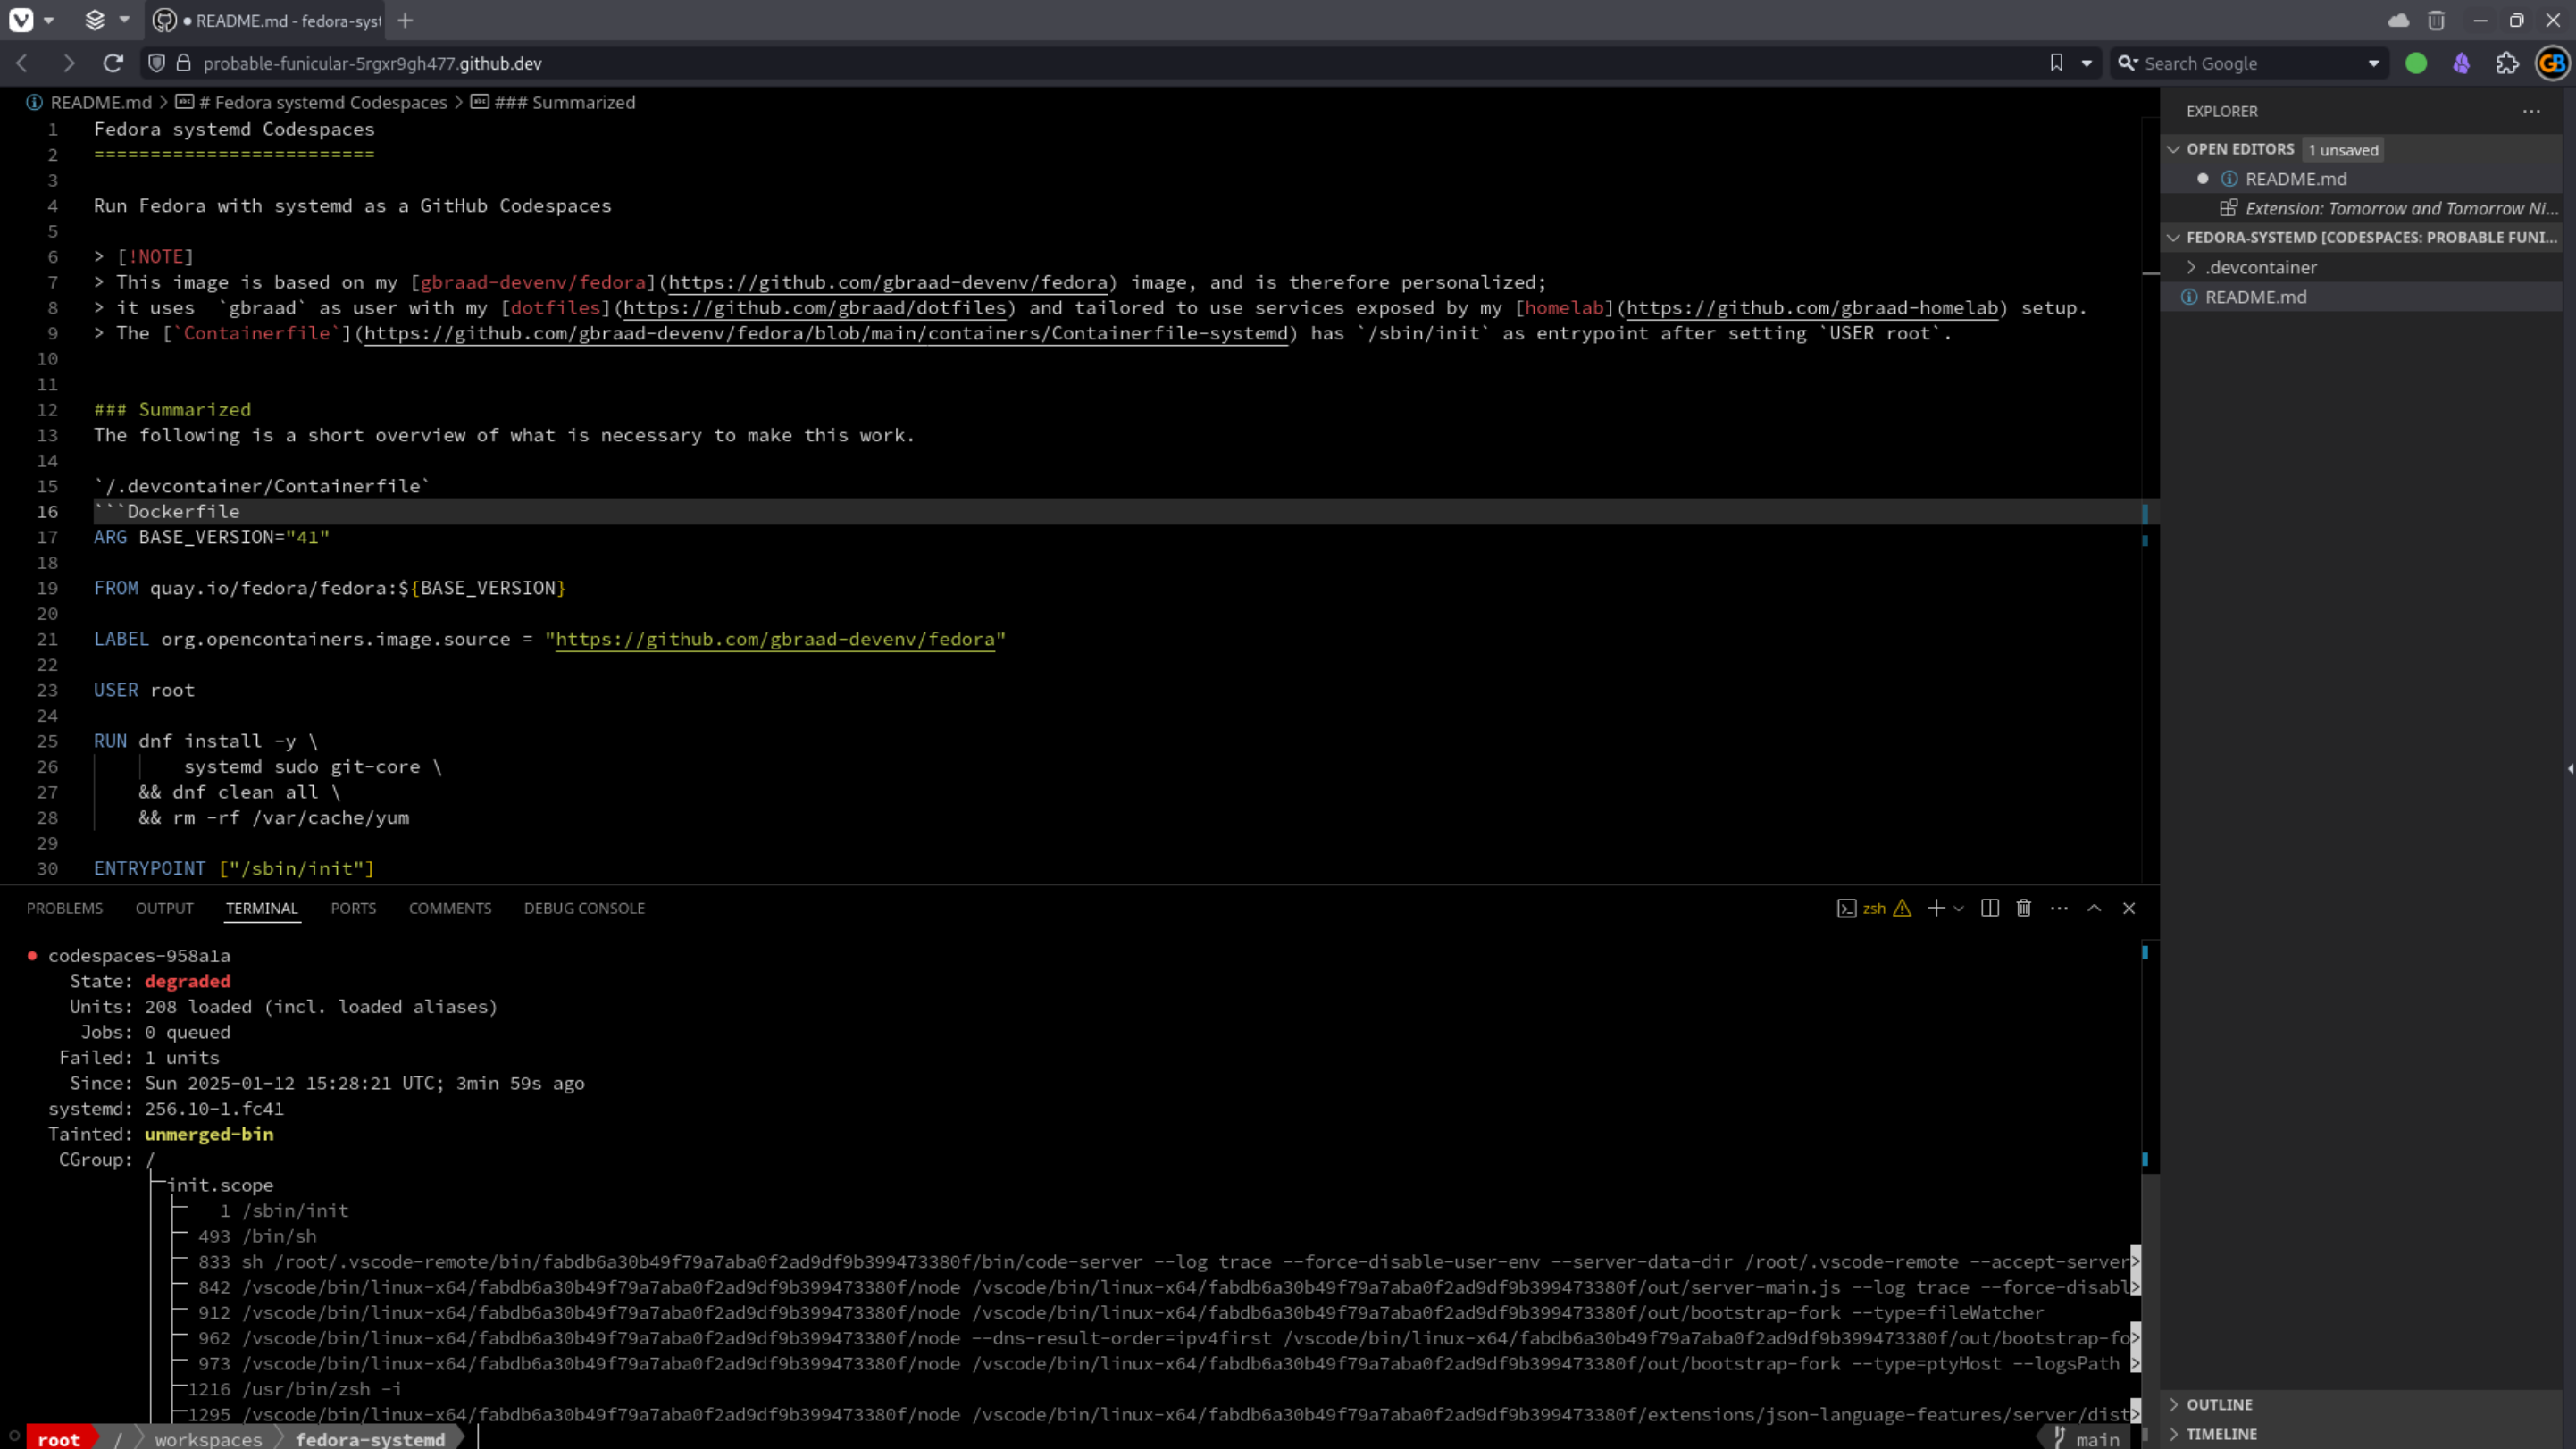 README.md - fedora-syst
probable-funicular-5rgxr9gh477.github.dev
Search Google
README.md > # Fedora systemd Codespaces > ### Summarized
1 Fedora systemd Codespaces
2 =========================
3
4 Run Fedora with systemd as a GitHub Codespaces
5
6 > [!NOTE]
7 > This image is based on my [gbraad-devenv/fedora](https://github.com/gbraad-devenv/fedora) image, and is therefore personalized;
8 > it uses  `gbraad` as user with my [dotfiles](https://github.com/gbraad/dotfiles) and tailored to use services exposed by my [homelab](https://github.com/gbraad-homelab) setup.
9 > The [`Containerfile`](https://github.com/gbraad-devenv/fedora/blob/main/containers/Containerfile-systemd) has `/sbin/init` as entrypoint after setting `USER root`.
10
11
12 ### Summarized
13 The following is a short overview of what is necessary to make this work.
14
15 `/.devcontainer/Containerfile`
16 ```Dockerfile
17 ARG BASE_VERSION="41"
18
19 FROM quay.io/fedora/fedora:${BASE_VERSION}
20
21 LABEL org.opencontainers.image.source = "https://github.com/gbraad-devenv/fedora"
22
23 USER root
24
25 RUN dnf install -y \
26         systemd sudo git-core \
27     && dnf clean all \
28     && rm -rf /var/cache/yum
29
30 ENTRYPOINT ["/sbin/init"]
EXPLORER
OPEN EDITORS 1 unsaved
README.md
Extension: Tomorrow and Tomorrow Ni...
FEDORA-SYSTEMD [CODESPACES: PROBABLE FUNI...
.devcontainer
README.md
OUTLINE
TIMELINE
PROBLEMS OUTPUT TERMINAL PORTS COMMENTS DEBUG CONSOLE
zsh
● codespaces-958a1a
State: degraded
Units: 208 loaded (incl. loaded aliases)
Jobs: 0 queued
Failed: 1 units
Since: Sun 2025-01-12 15:28:21 UTC; 3min 59s ago
systemd: 256.10-1.fc41
Tainted: unmerged-bin
CGroup: /
├─init.scope
├─ 1 /sbin/init
├─ 493 /bin/sh
├─ 833 sh /root/.vscode-remote/bin/fabdb6a30b49f79a7aba0f2ad9df9b399473380f/bin/code-server --log trace --force-disable-user-env --server-data-dir /root/.vscode-remote --accept-server>
├─ 842 /vscode/bin/linux-x64/fabdb6a30b49f79a7aba0f2ad9df9b399473380f/node /vscode/bin/linux-x64/fabdb6a30b49f79a7aba0f2ad9df9b399473380f/out/server-main.js --log trace --force-disabl>
├─ 912 /vscode/bin/linux-x64/fabdb6a30b49f79a7aba0f2ad9df9b399473380f/node /vscode/bin/linux-x64/fabdb6a30b49f79a7aba0f2ad9df9b399473380f/out/bootstrap-fork --type=fileWatcher
├─ 962 /vscode/bin/linux-x64/fabdb6a30b49f79a7aba0f2ad9df9b399473380f/node --dns-result-order=ipv4first /vscode/bin/linux-x64/fabdb6a30b49f79a7aba0f2ad9df9b399473380f/out/bootstrap-fo>
├─ 973 /vscode/bin/linux-x64/fabdb6a30b49f79a7aba0f2ad9df9b399473380f/node /vscode/bin/linux-x64/fabdb6a30b49f79a7aba0f2ad9df9b399473380f/out/bootstrap-fork --type=ptyHost --logsPath >
├─1216 /usr/bin/zsh -i
├─1295 /vscode/bin/linux-x64/fabdb6a30b49f79a7aba0f2ad9df9b399473380f/node /vscode/bin/linux-x64/fabdb6a30b49f79a7aba0f2ad9df9b399473380f/extensions/json-language-features/server/dist>
root / workspaces fedora-systemd main